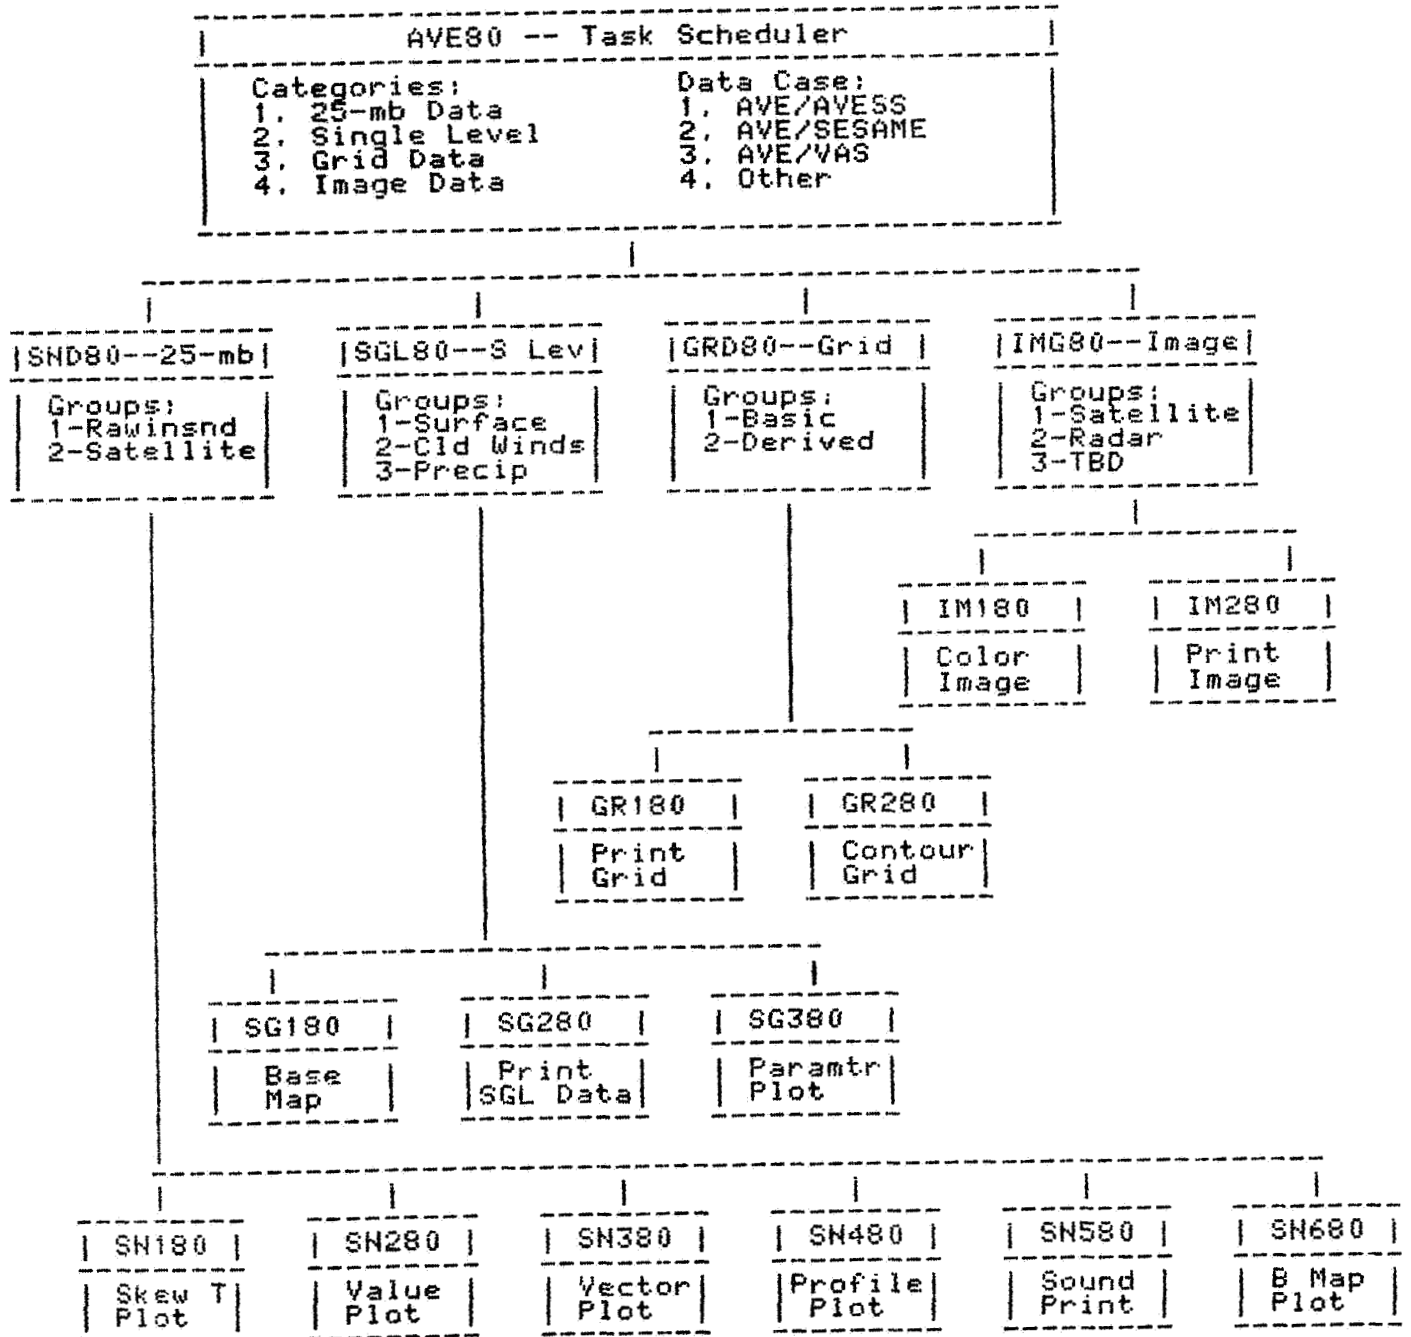 AVE80 -- Task Scheduler
Categories:
1. 25-mb Data
2. Single Level
3. Grid Data
4. Image Data
Data Case:
1. AVE/AVESS
2. AVE/SESAME
3. AVE/VAS
4. Other
SND80--25-mb
Groups:
1-Rawinsnd
2-Satellite
SGL80--S Lev
Groups:
1-Surface
2-Cld Winds
3-Precip
GRD80--Grid
Groups:
1-Basic
2-Derived
IMG80--Image
Groups:
1-Satellite
2-Radar
3-TBD
IM180
Color
Image
IM280
Print
Image
GR180
Print
Grid
GR280
Contour
Grid
SG180
Base
Map
SG280
Print
SGL Data
SG380
Paramtr
Plot
SN180
Skew T
Plot
SN280
Value
Plot
SN380
Vector
Plot
SN480
Profile
Plot
SN580
Sound
Print
SN680
B Map
Plot